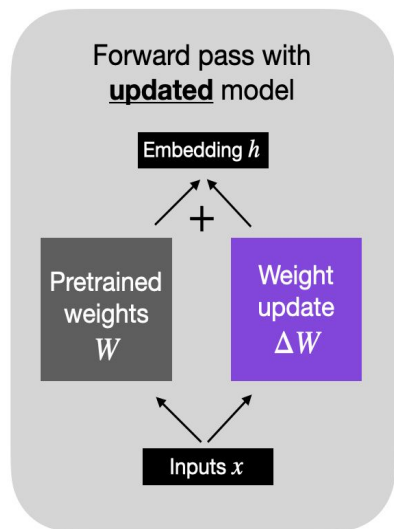 Forward pass with
updated model
Embedding h
+
Pretrained
weights
W
Weight
update
ΔW
Inputs x